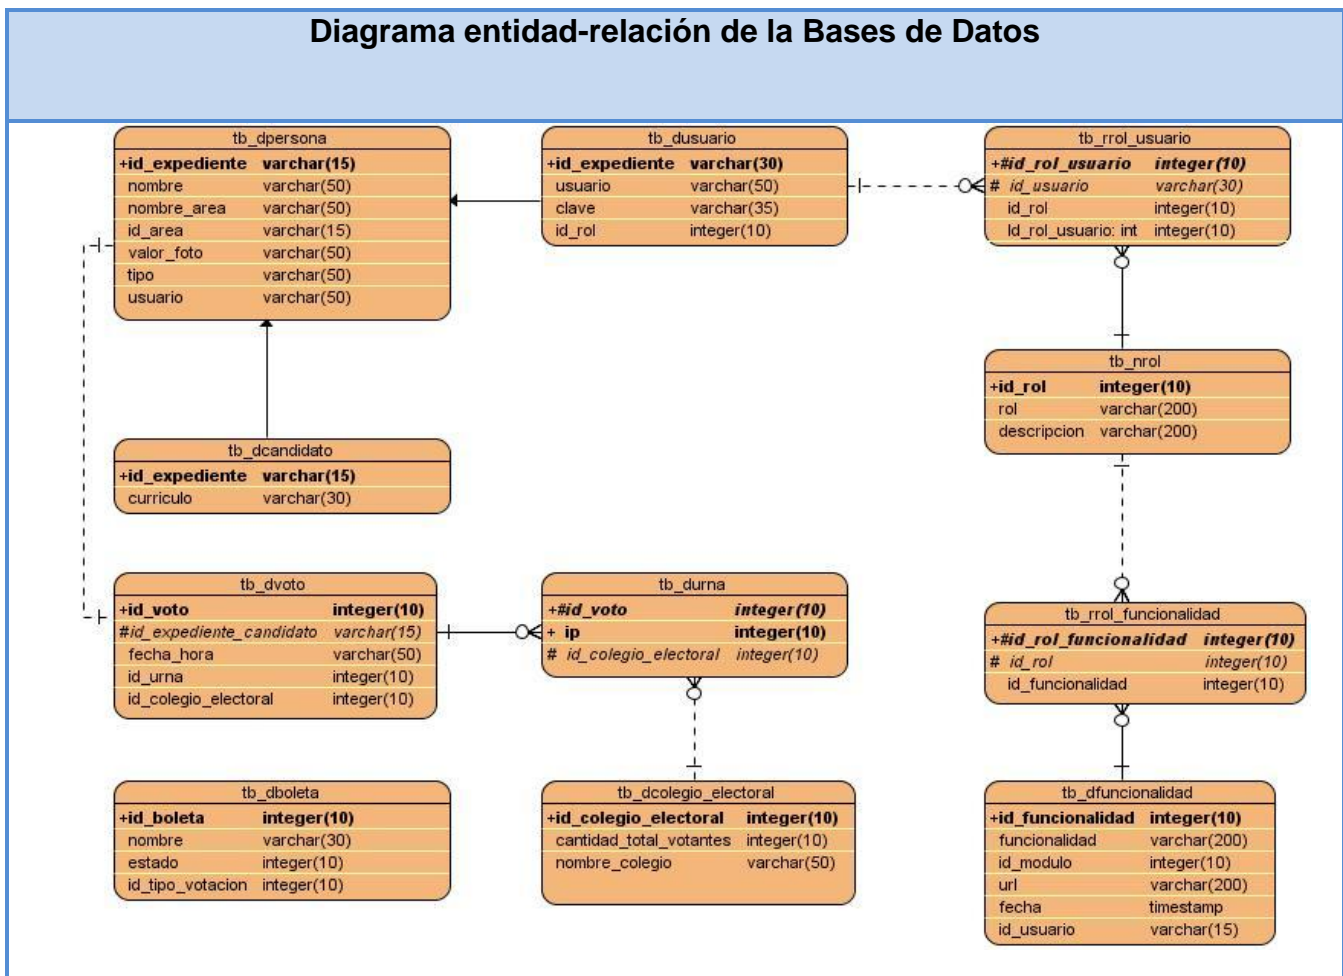 Diagrama entidad-relación de la Bases de Datos
tb_dpersona
+id_expediente varchar(15)
nombre varchar(50)
nombre_area varchar(50)
id_area varchar(15)
valor_foto varchar(50)
tipo varchar(50)
usuario varchar(50)
tb_dusuario
+id_expediente varchar(30)
usuario varchar(50)
clave varchar(35)
id_rol integer(10)
tb_rrol_usuario
+#id_rol_usuario integer(10)
# id_usuario varchar(30)
id_rol integer(10)
Id_rol_usuario: int integer(10)
tb_nrol
+id_rol integer(10)
rol varchar(200)
descripcion varchar(200)
tb_dcandidato
+id_expediente varchar(15)
curriculo varchar(30)
tb_dvoto
+id_voto integer(10)
#id_expediente_candidato varchar(15)
fecha_hora varchar(50)
id_urna integer(10)
id_colegio_electoral integer(10)
tb_durna
+#id_voto integer(10)
+ ip integer(10)
# id_colegio_electoral integer(10)
tb_rrol_funcionalidad
+#id_rol_funcionalidad integer(10)
# id_rol integer(10)
id_funcionalidad integer(10)
tb_dboleta
+id_boleta integer(10)
nombre varchar(30)
estado integer(10)
id_tipo_votacion integer(10)
tb_dcolegio_electoral
+id_colegio_electoral integer(10)
cantidad_total_votantes integer(10)
nombre_colegio varchar(50)
tb_dfuncionalidad
+id_funcionalidad integer(10)
funcionalidad varchar(200)
id_modulo integer(10)
url varchar(200)
fecha timestamp
id_usuario varchar(15)